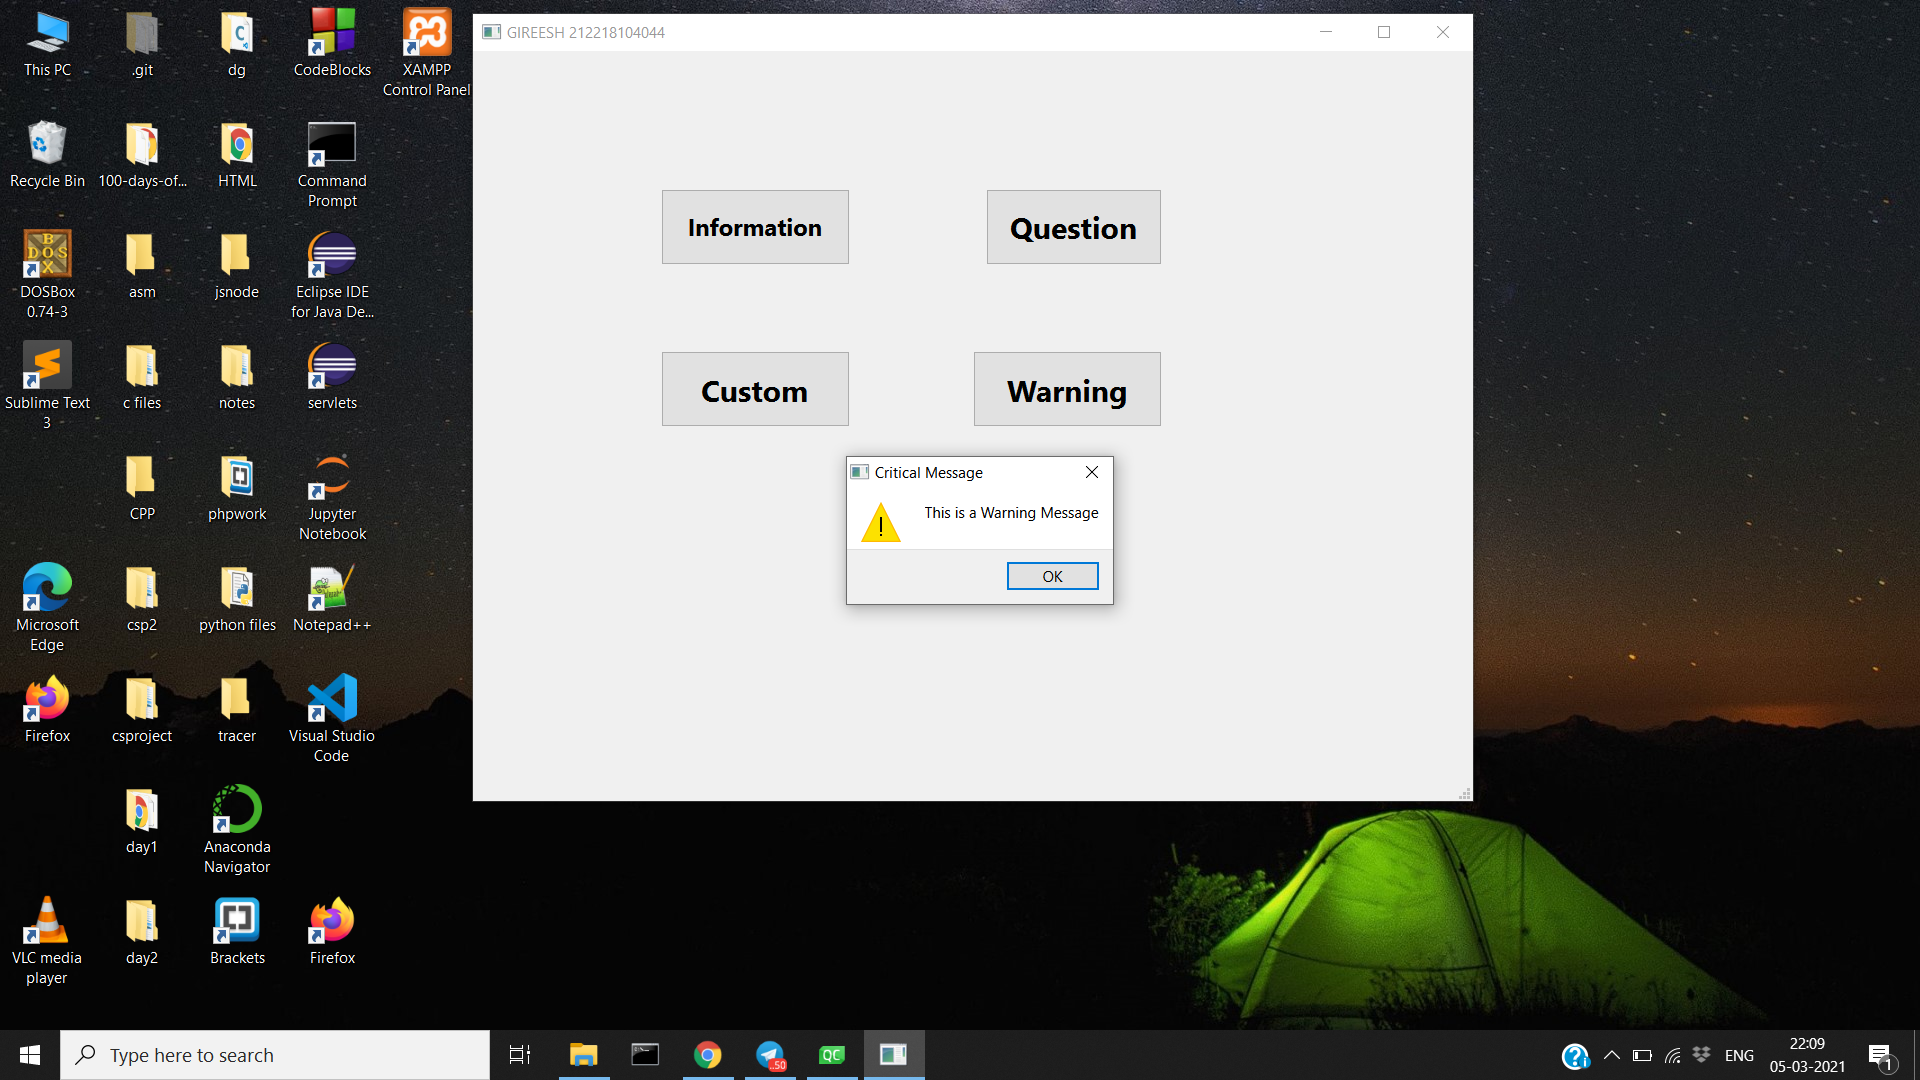 This PC
.git
dg
CodeBlocks
XAMPP
Control Panel
Recycle Bin
100-days-of...
HTML
Command
Prompt
DOSBox
0.74-3
asm
jsnode
Eclipse IDE
for Java De...
Sublime Text
3
c files
notes
servlets
CPP
phpwork
Jupyter
Notebook
Microsoft
Edge
csp2
python files
Notepad++
Firefox
csproject
tracer
Visual Studio
Code
day1
Anaconda
Navigator
VLC media
player
day2
Brackets
Firefox
GIREESH 212218104044
Information
Question
Custom
Warning
Critical Message
This is a Warning Message
OK
Type here to search
.50
QC
ENG
22:09
05-03-2021
1